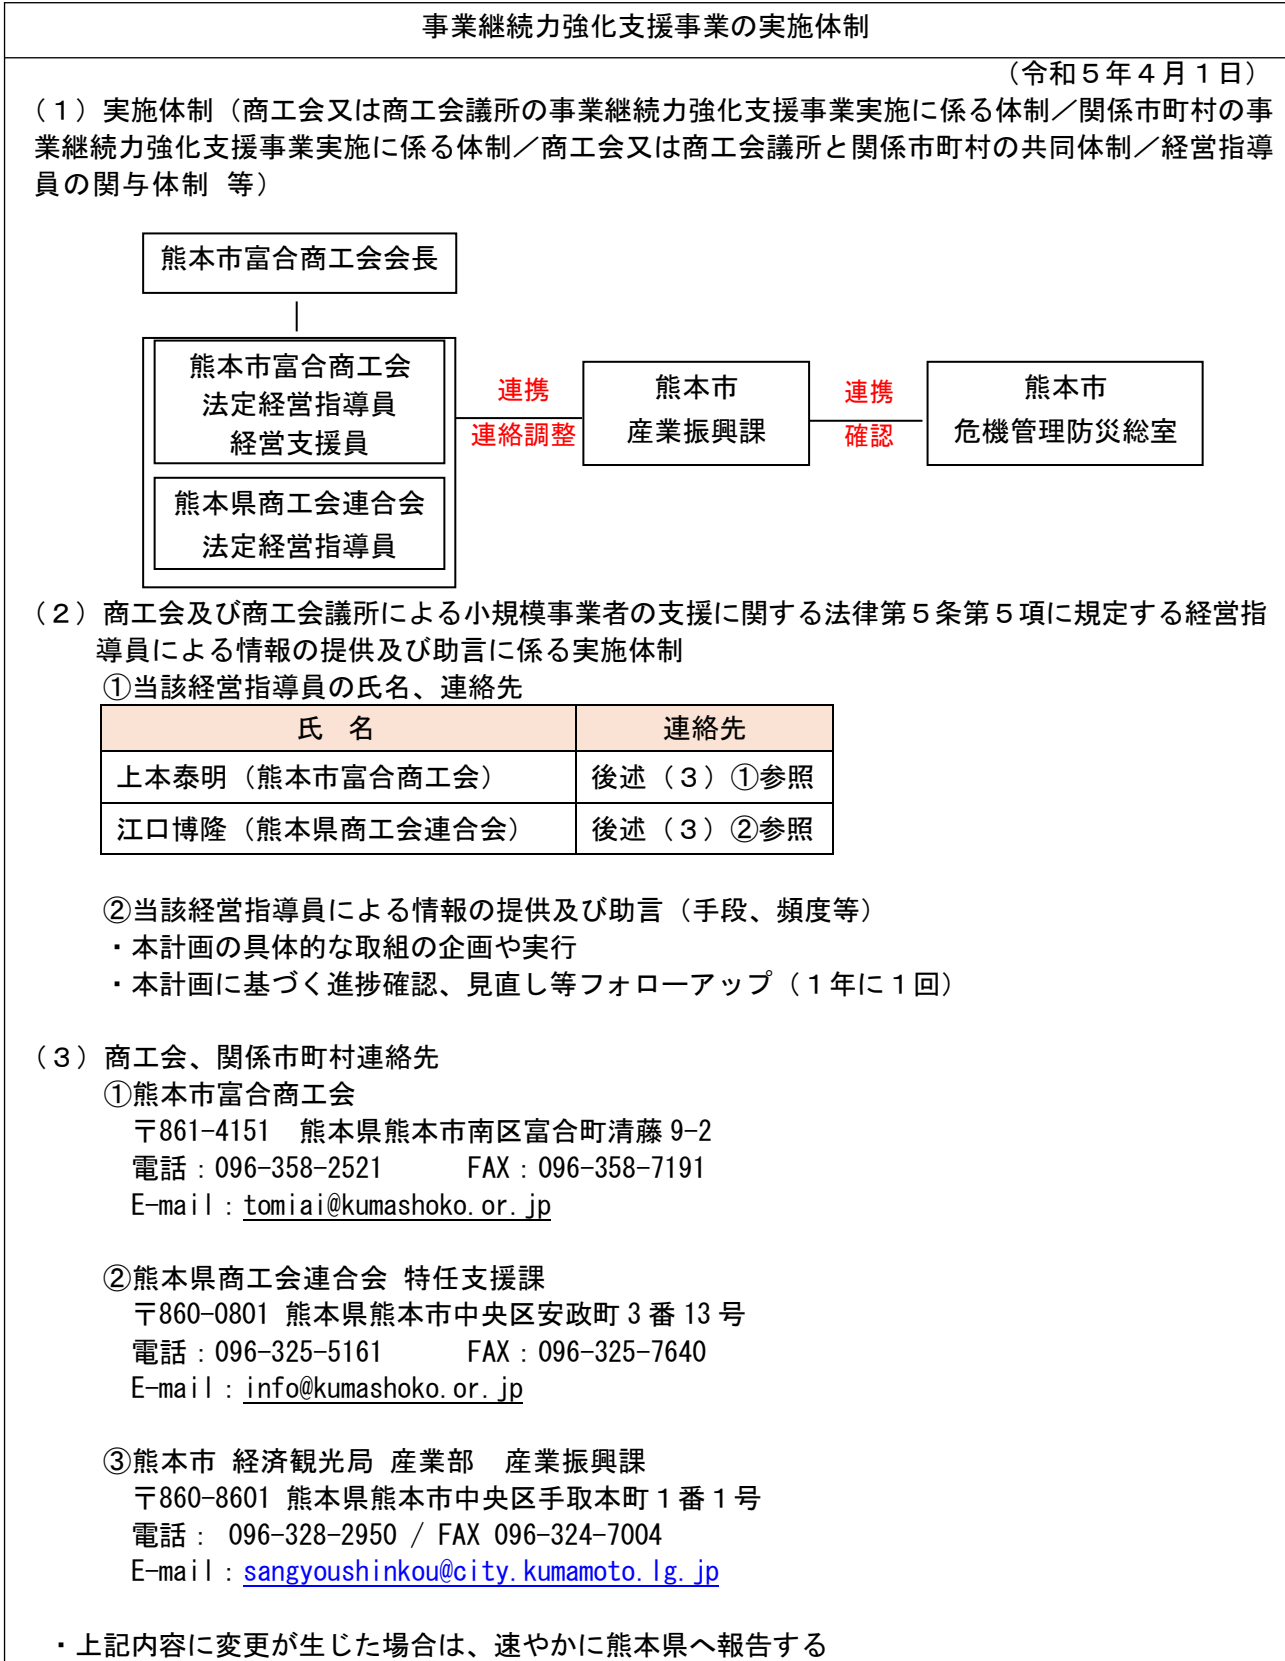 事業継続力強化支援事業の実施体制
（令和５年４月１日）
（１）実施体制（商工会又は商工会議所の事業継続力強化支援事業実施に係る体制／関係市町村の事
業継続力強化支援事業実施に係る体制／商工会又は商工会議所と関係市町村の共同体制／経営指導
員の関与体制 等）
熊本市富合商工会会長
熊本市富合商工会
法定経営指導員
経営支援員
熊本県商工会連合会
法定経営指導員
連携
連絡調整
熊本市
産業振興課
連携
確認
熊本市
危機管理防災総室
（２）商工会及び商工会議所による小規模事業者の支援に関する法律第５条第５項に規定する経営指
導員による情報の提供及び助言に係る実施体制
①当該経営指導員の氏名、連絡先
氏　名 連絡先
上本泰明（熊本市富合商工会） 後述（３）①参照
江口博隆（熊本県商工会連合会） 後述（３）②参照
②当該経営指導員による情報の提供及び助言（手段、頻度等）
・本計画の具体的な取組の企画や実行
・本計画に基づく進捗確認、見直し等フォローアップ（１年に１回）
（３）商工会、関係市町村連絡先
①熊本市富合商工会
〒861-4151　熊本県熊本市南区富合町清藤 9-2
電話：096-358-2521　　　FAX：096-358-7191
E-mail：tomiai@kumashoko.or.jp
②熊本県商工会連合会 特任支援課
〒860-0801 熊本県熊本市中央区安政町 3 番 13 号
電話：096-325-5161　　　FAX：096-325-7640
E-mail：info@kumashoko.or.jp
③熊本市 経済観光局 産業部　産業振興課
〒860-8601 熊本県熊本市中央区手取本町１番１号
電話： 096-328-2950 / FAX 096-324-7004
E-mail：sangyoushinkou@city.kumamoto.lg.jp
・上記内容に変更が生じた場合は、速やかに熊本県へ報告する